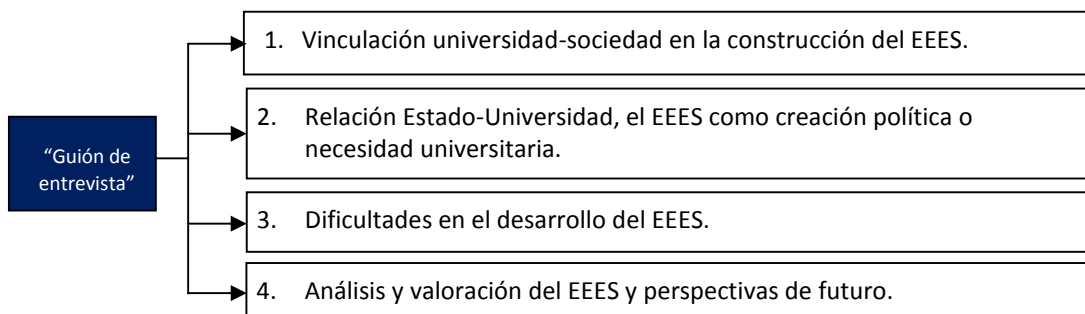 1. Vinculación universidad-sociedad en la construcción del EEES.
2. Relación Estado-Universidad, el EEES como creación política o
necesidad universitaria.
“Guión de
entrevista”
3. Dificultades en el desarrollo del EEES.
4. Análisis y valoración del EEES y perspectivas de futuro.